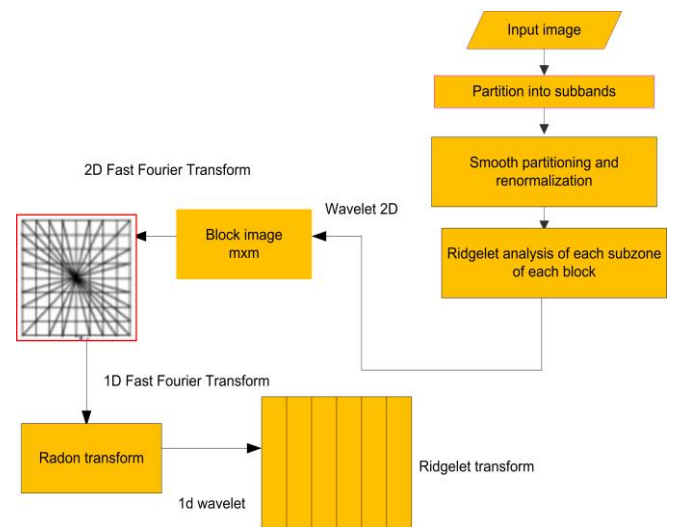 Input image
Partition into subbands
Smooth partitioning and
renormalization
Ridgelet analysis of each subzone
of each block
Wavelet 2D
Block image
mxm
2D Fast Fourier Transform
1D Fast Fourier Transform
Radon transform
1d wavelet
Ridgelet transform